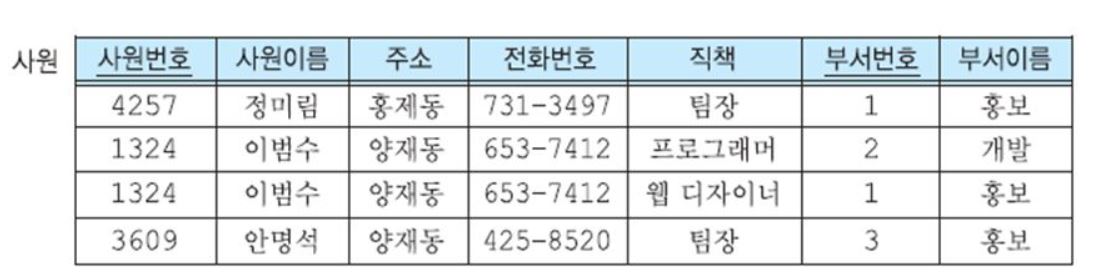 사원 사원번호 사원이름 주소 전화번호 직책 부서번호 부서이름
4257 정미림 홍제동 731-3497 팀장 1 홍보
1324 이범수 양재동 653-7412 프로그래머 2 개발
1324 이범수 양재동 653-7412 웹 디자이너 1 홍보
3609 안명석 양재동 425-8520 팀장 3 홍보